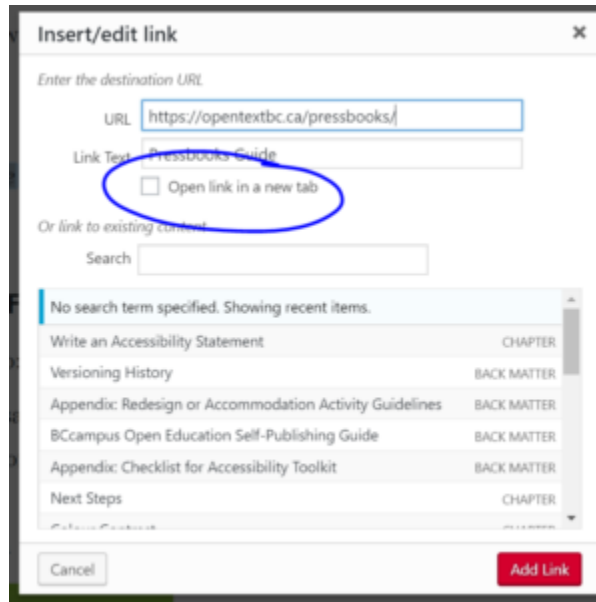 Insert/edit link
Enter the destination URL
URL https://opentextbc.ca/pressbooks/
Link Text Pressbooks Guide
Open link in a new tab
Or link to existing content
Search
No search term specified. Showing recent items.
Write an Accessibility Statement CHAPTER
Versioning History BACK MATTER
Appendix: Redesign or Accommodation Activity Guidelines BACK MATTER
BCcampus Open Education Self-Publishing Guide BACK MATTER
Appendix: Checklist for Accessibility Toolkit BACK MATTER
Next Steps CHAPTER
Cancel Add Link